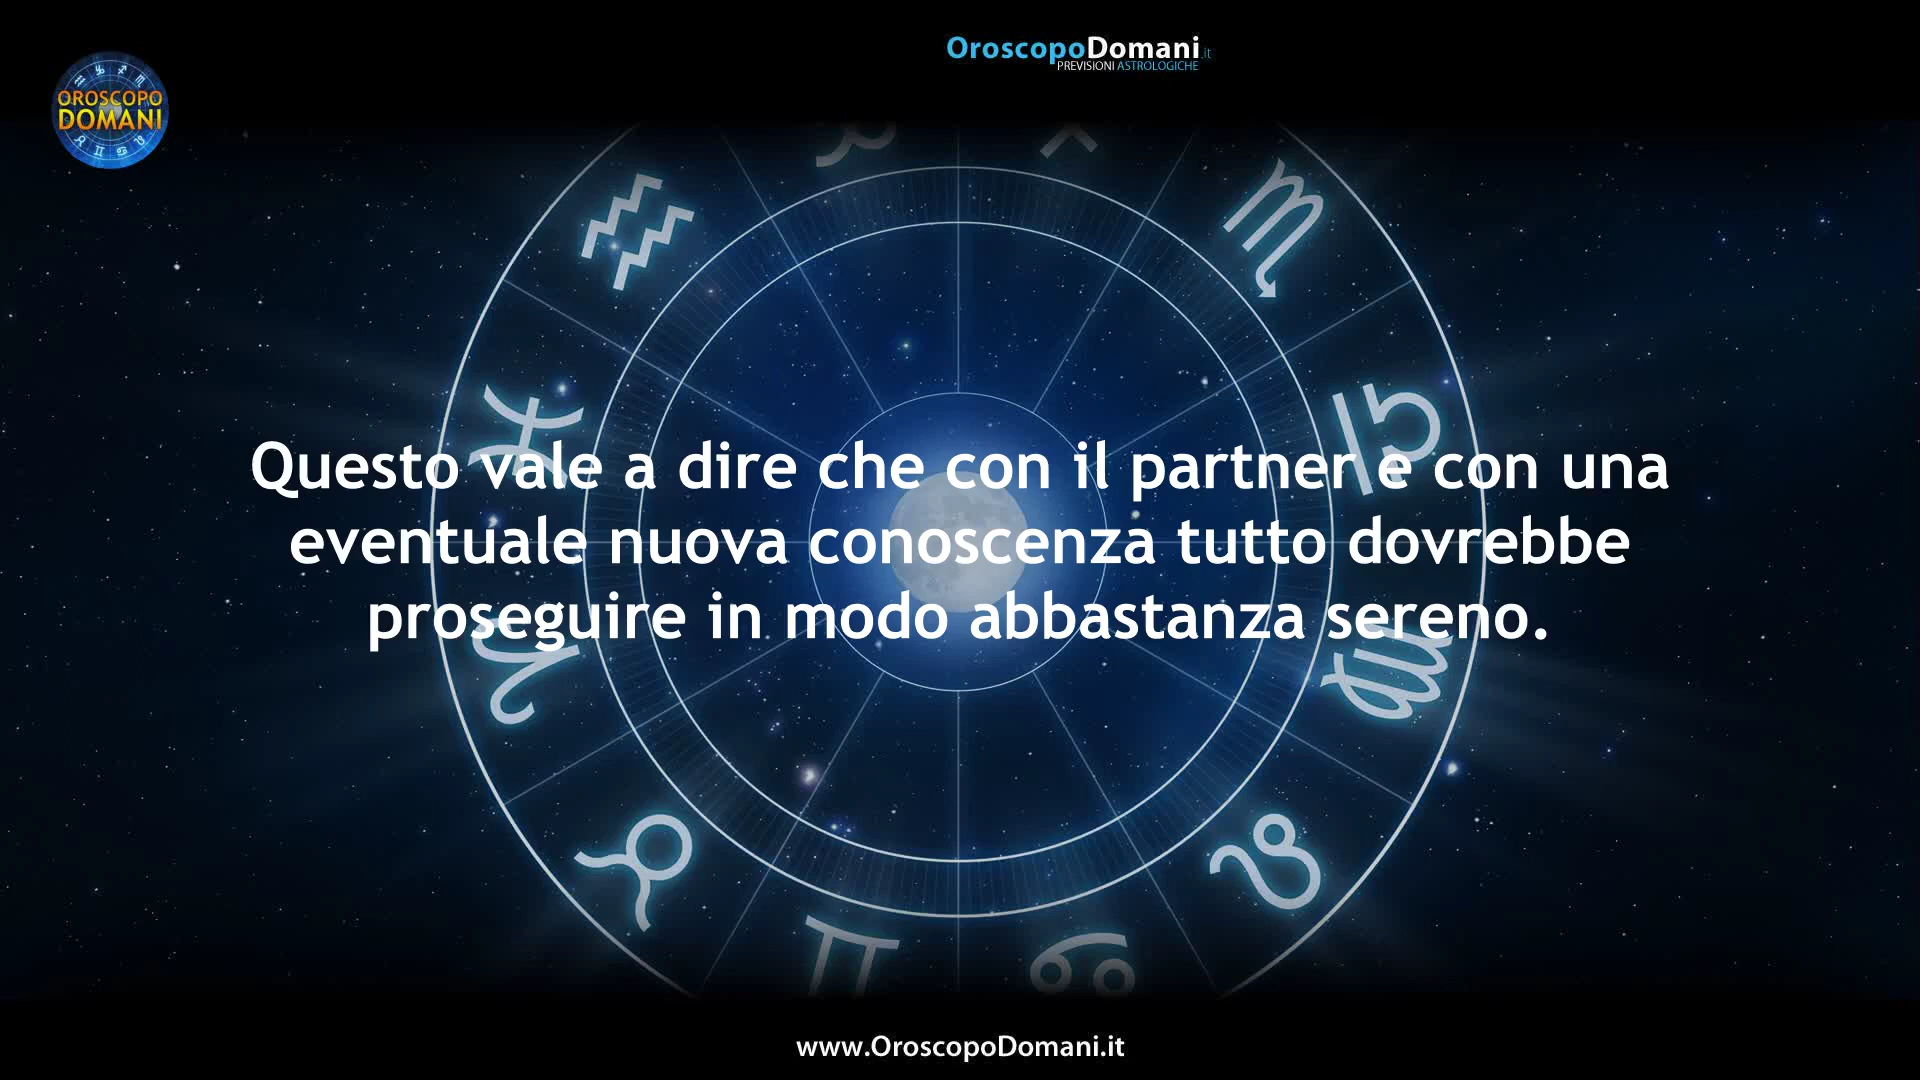 OroscopoDomani.it
PREVISIONI ASTROLOGICHE
OROSCOPO
DOMANI
Questo vale a dire che con il partner e con una
eventuale nuova conoscenza tutto dovrebbe
proseguire in modo abbastanza sereno.
www.OroscopoDomani.it